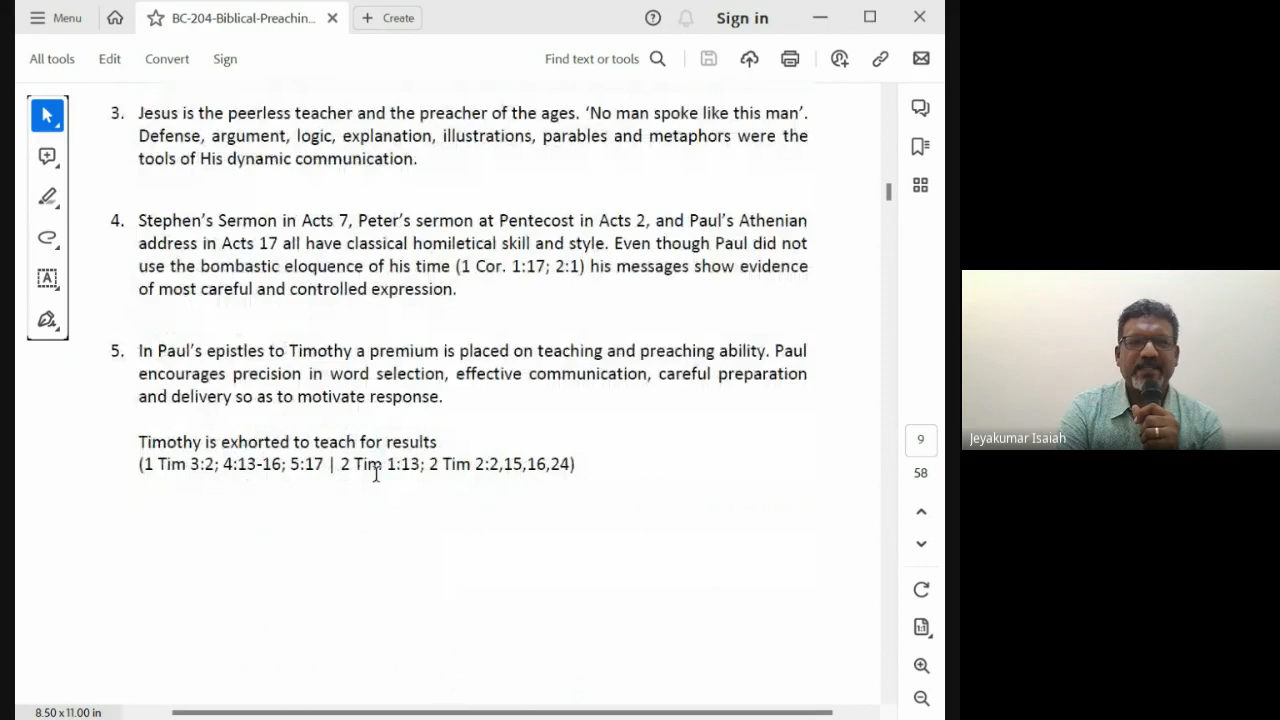 Menu
BC-204-Biblical-Preachin...
Create
Sign in
All tools
Edit
Convert
Sign
Find text or tools
3. Jesus is the peerless teacher and the preacher of the ages. ‘No man spoke like this man’.
Defense, argument, logic, explanation, illustrations, parables and metaphors were the
tools of His dynamic communication.
4. Stephen’s Sermon in Acts 7, Peter’s sermon at Pentecost in Acts 2, and Paul’s Athenian
address in Acts 17 all have classical homiletical skill and style. Even though Paul did not
use the bombastic eloquence of his time (1 Cor. 1:17; 2:1) his messages show evidence
of most careful and controlled expression.
5. In Paul’s epistles to Timothy a premium is placed on teaching and preaching ability. Paul
encourages precision in word selection, effective communication, careful preparation
and delivery so as to motivate response.
Timothy is exhorted to teach for results
(1 Tim 3:2; 4:13-16; 5:17 | 2 Tim 1:13; 2 Tim 2:2,15,16,24)
9
58
1:1
8.50 x 11.00 in
Jeyakumar Isaiah